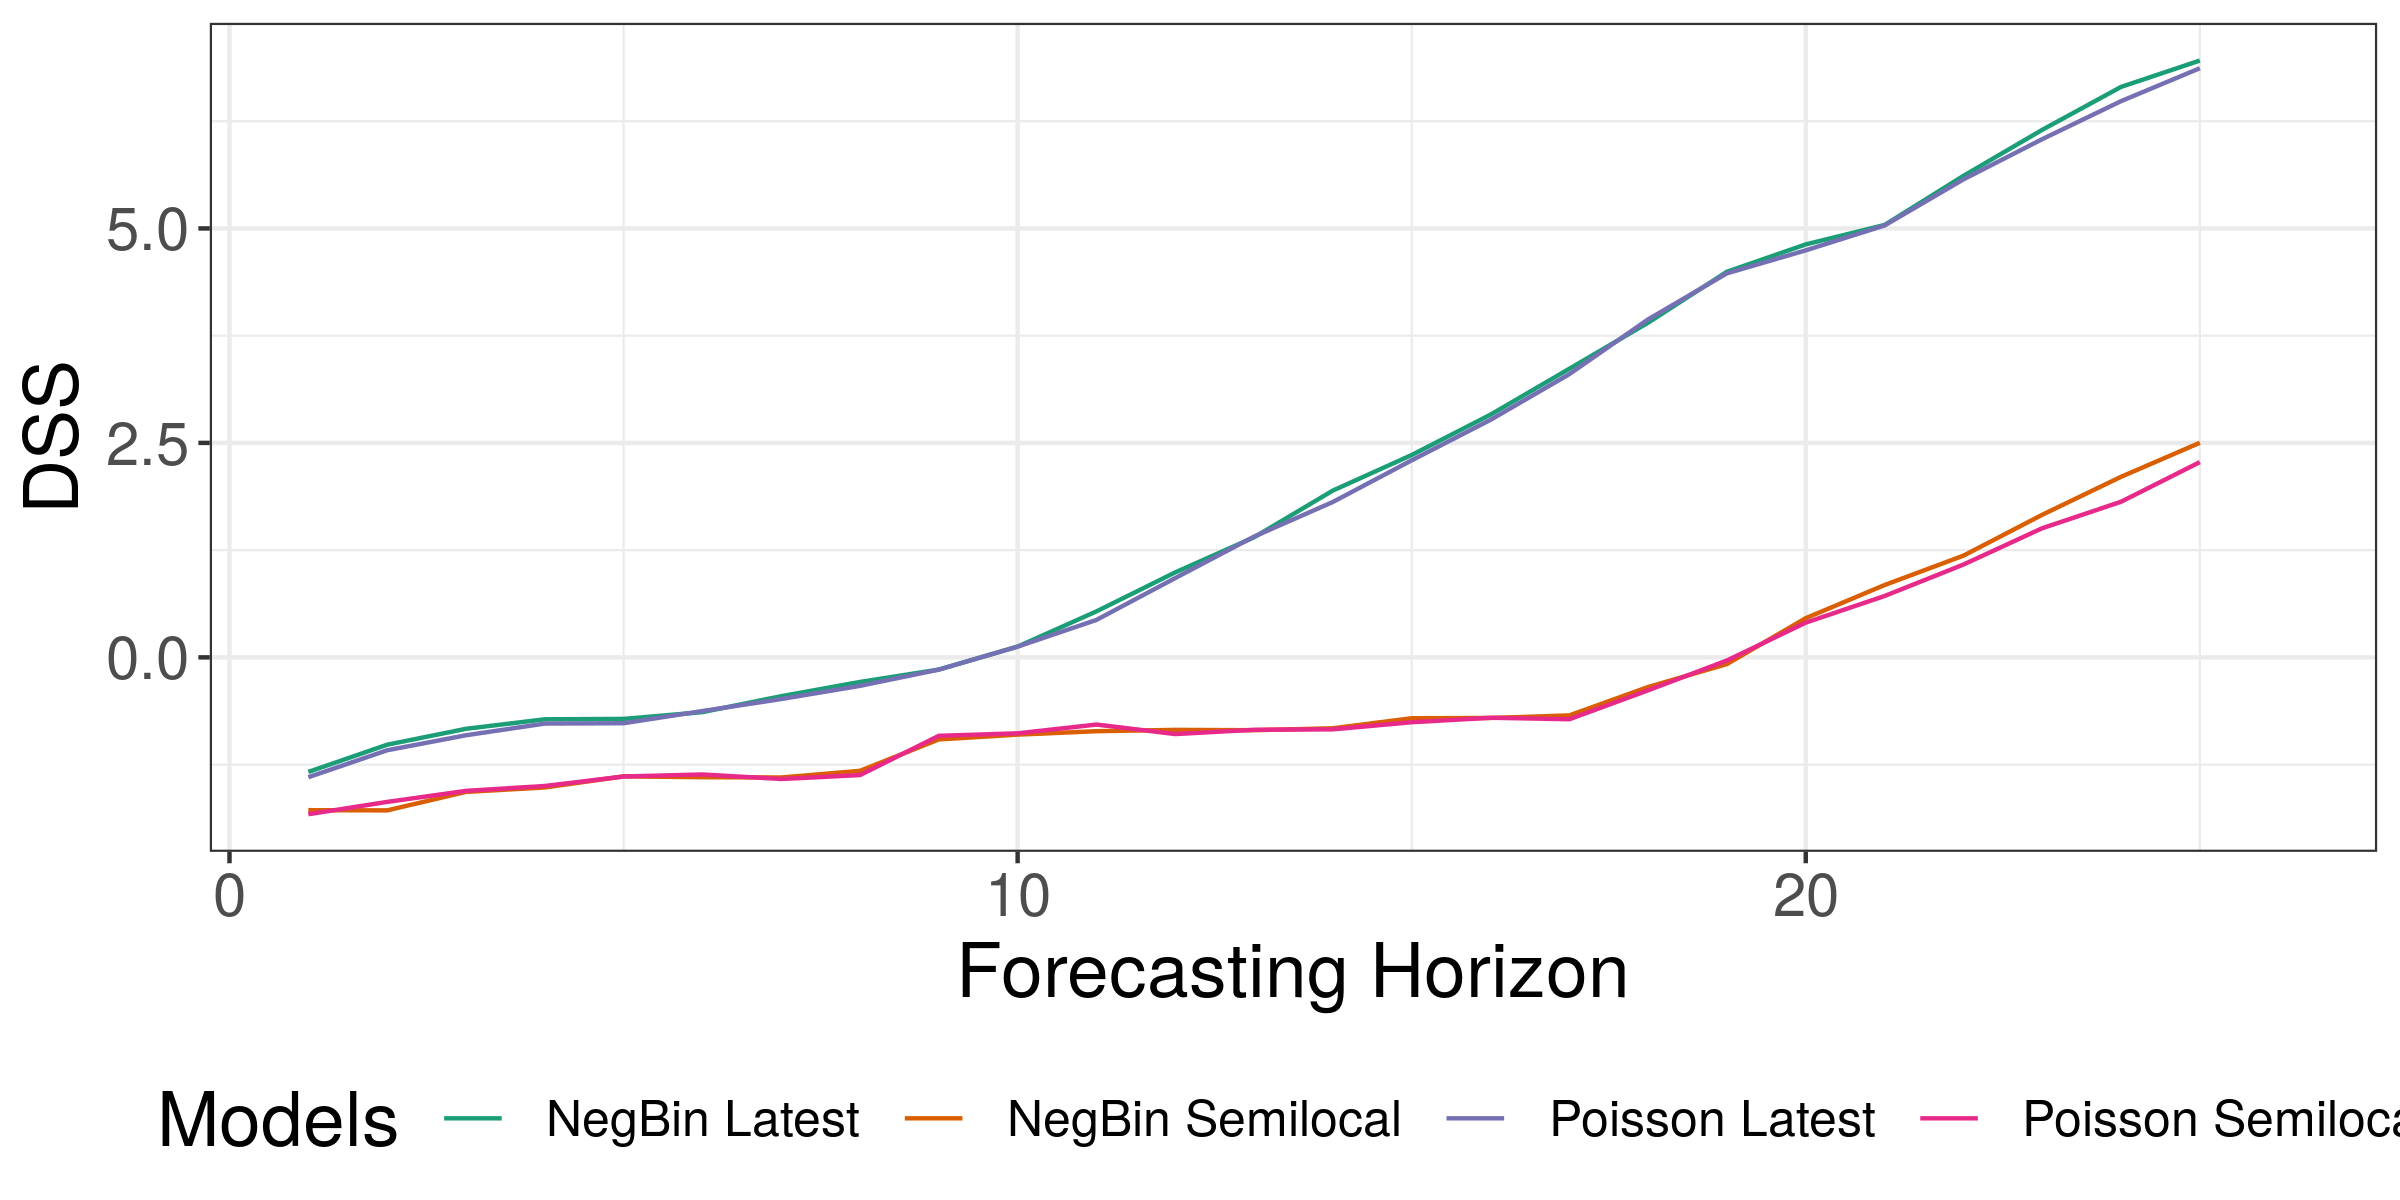 5.0
2.5
0.0
DSS
0 10 20
Forecasting Horizon
Models NegBin Latest NegBin Semilocal Poisson Latest Poisson